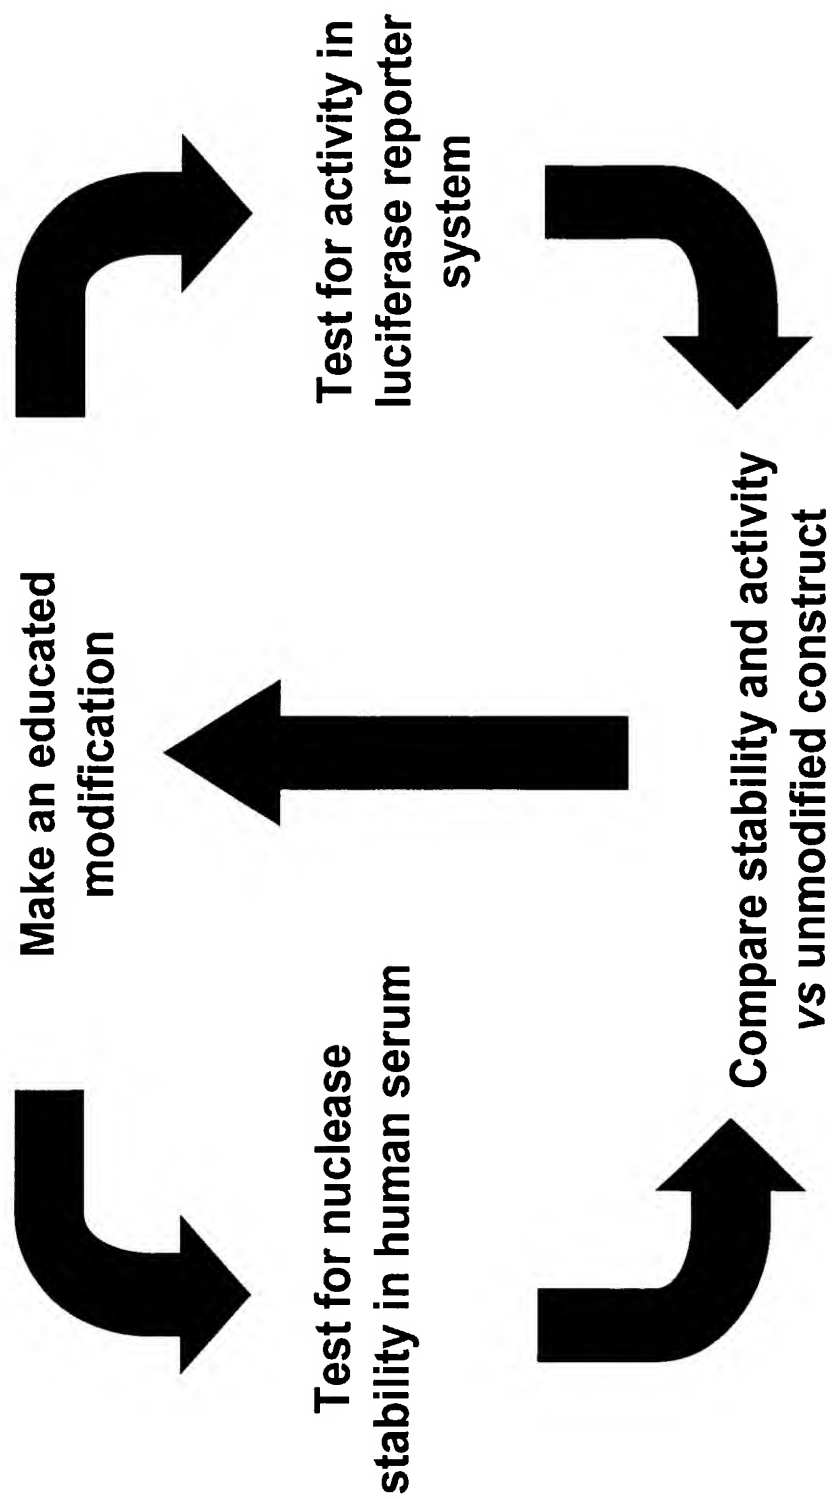 Make an educated
modification
Test for nuclease
stability in human serum
Test for activity in
luciferase reporter
system
Compare stability and activity
vs unmodified construct